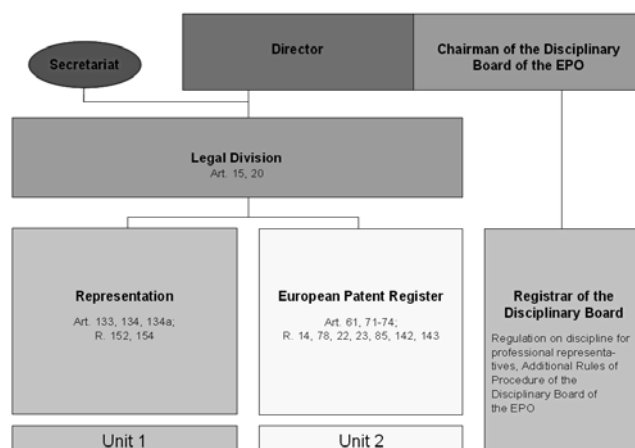 Director
Chairman of the Disciplinary
Board of the EPO
Secretariat
Legal Division
Art. 15, 20
Representation
Art. 133, 134, 134a;
R. 152, 154
European Patent Register
Art. 61, 71-74;
R. 14, 78, 22, 23, 85, 142, 143
Registrar of the
Disciplinary Board
Regulation on discipline for
professional representa-
tives, Additional Rules of
Procedure of the
Disciplinary Board of
the EPO
Unit 1
Unit 2